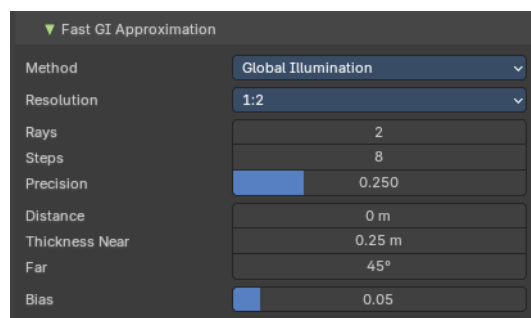 Fast GI Approximation
Method Global Illumination
Resolution 1:2
Rays 2
Steps 8
Precision 0.250
Distance 0 m
Thickness Near 0.25 m
Far 45°
Bias 0.05